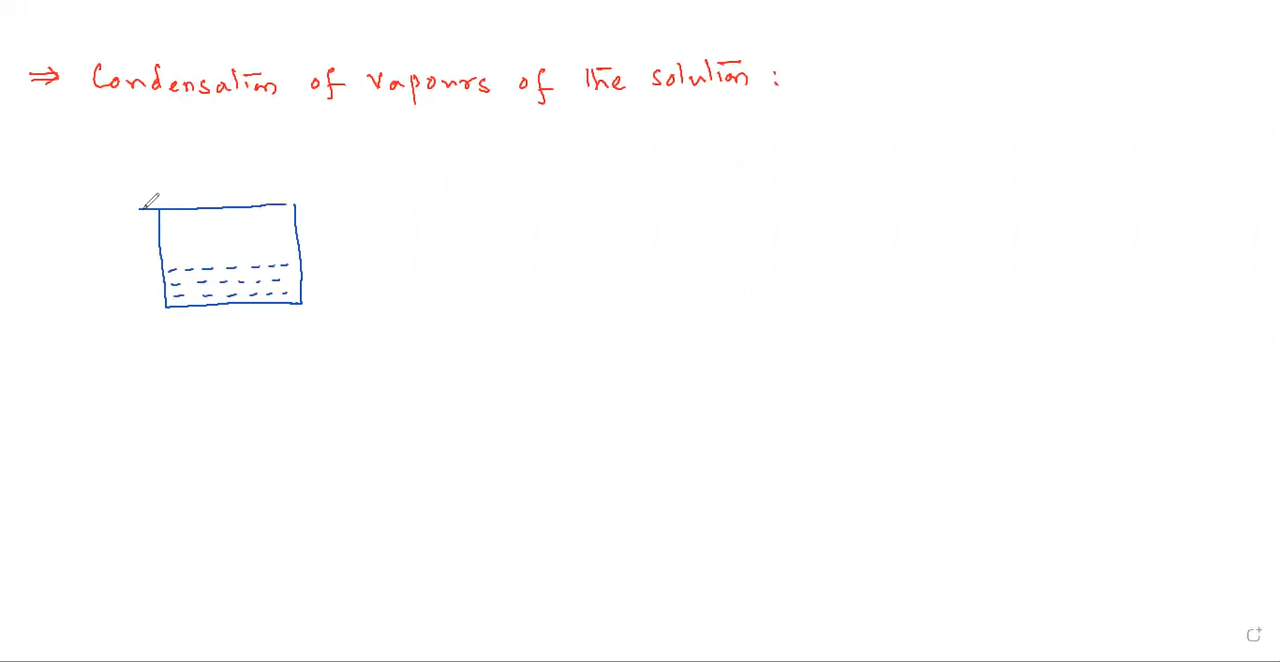 ⇒ Condensation of vapours of the solution :